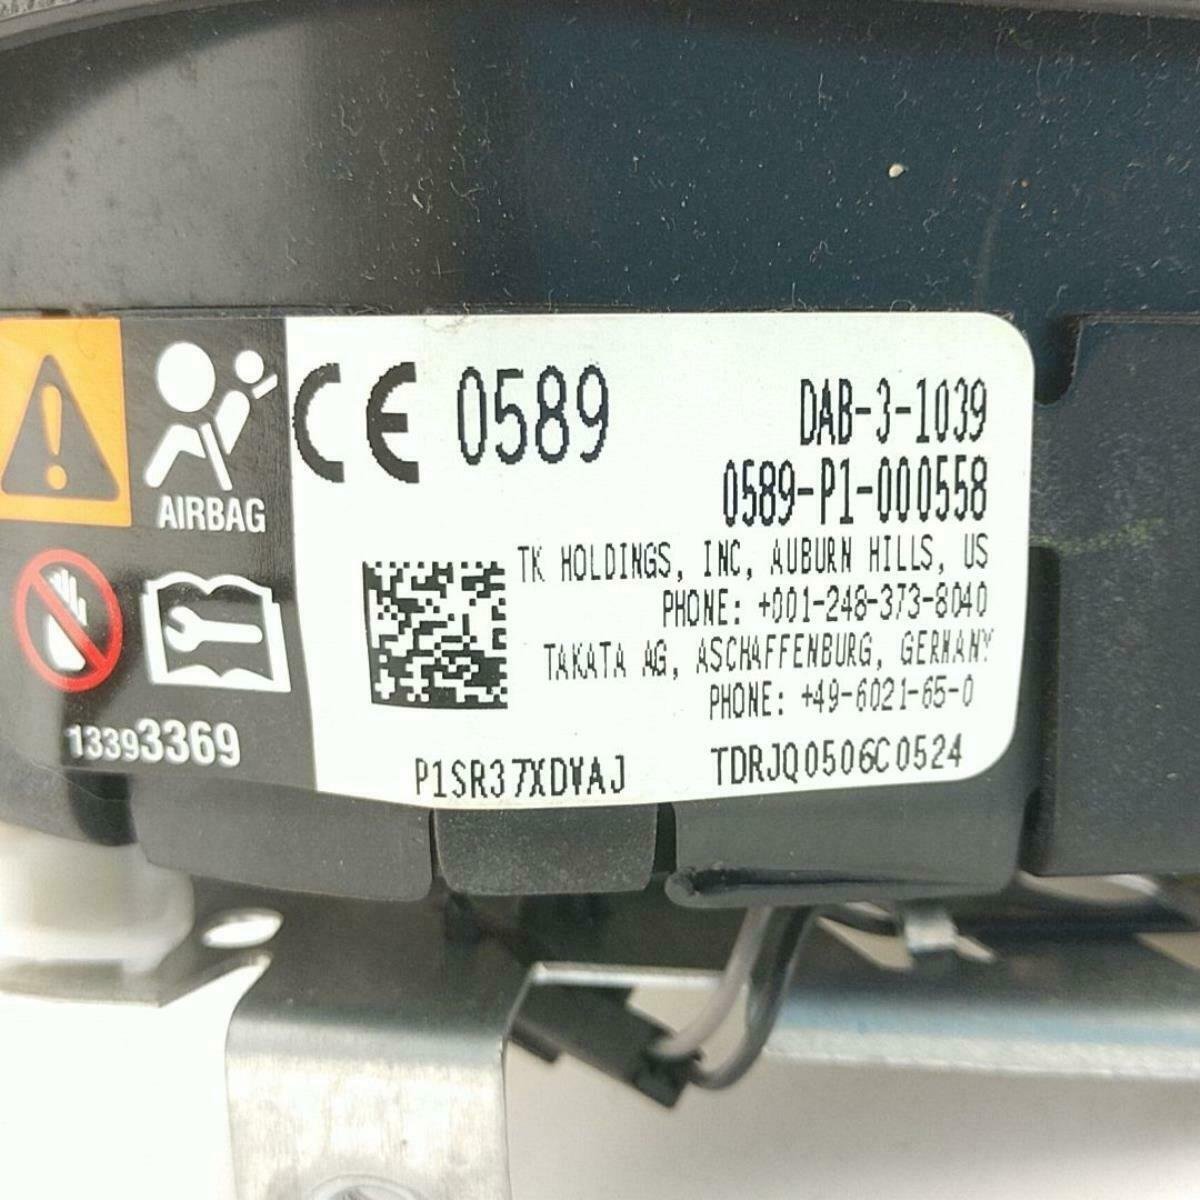 CE 0589
DAB-3-1039
0589-P1-000558
AIRBAG
TK HOLDINGS, INC, AUBURN HILLS, US
PHONE: +001-248-373-8040
TAKATA AG, ASCHAFFENBURG, GERMANY
PHONE: +49-6021-65-0
13393369
P1SR37XDVAJ
TDRJQ0506C0524